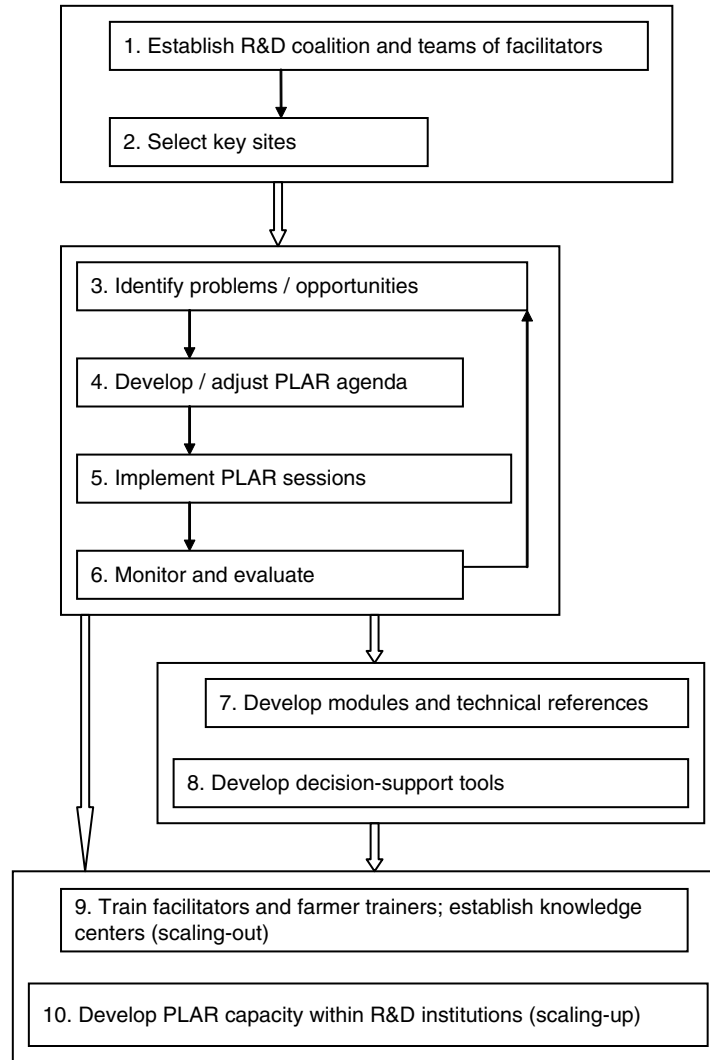 1. Establish R&D coalition and teams of facilitators
2. Select key sites
3. Identify problems / opportunities
4. Develop / adjust PLAR agenda
5. Implement PLAR sessions
6. Monitor and evaluate
7. Develop modules and technical references
8. Develop decision-support tools
9. Train facilitators and farmer trainers; establish knowledge
centers (scaling-out)
10. Develop PLAR capacity within R&D institutions (scaling-up)